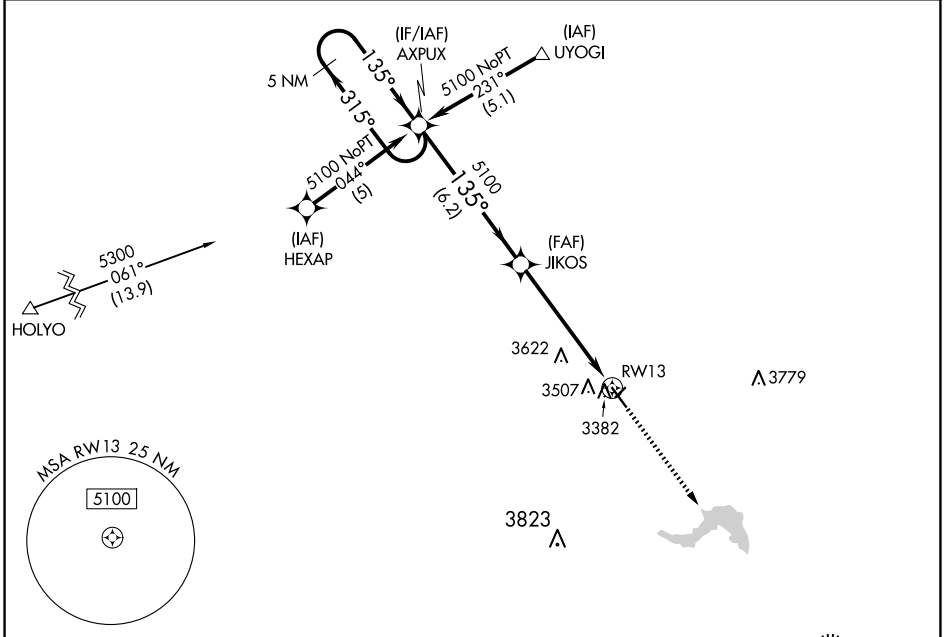 (IF/IAF)
AXPUX
(IAF)
UYOGI
5 NM
135°
315°
5100 NoPT
231°
(5.1)
5100 NoPT
044°
(5)
5100
135°
(6.2)
(IAF)
HEXAP
(FAF)
JIKOS
5300
061°
(13.9)
HOLYO
3622
RW13
3507
3779
3382
MSA RW13 25 NM
5100
3823